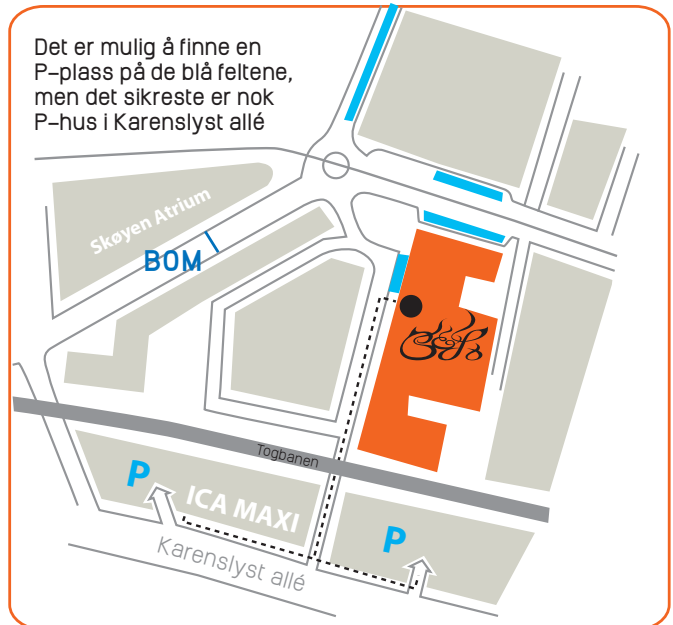 Det er mulig å finne en
P-plass på de blå feltene,
men det sikreste er nok
P-hus i Karenslyst allé
Skøyen Atrium
BOM
Togbanen
P
ICA MAXI
P
Karenslyst allé